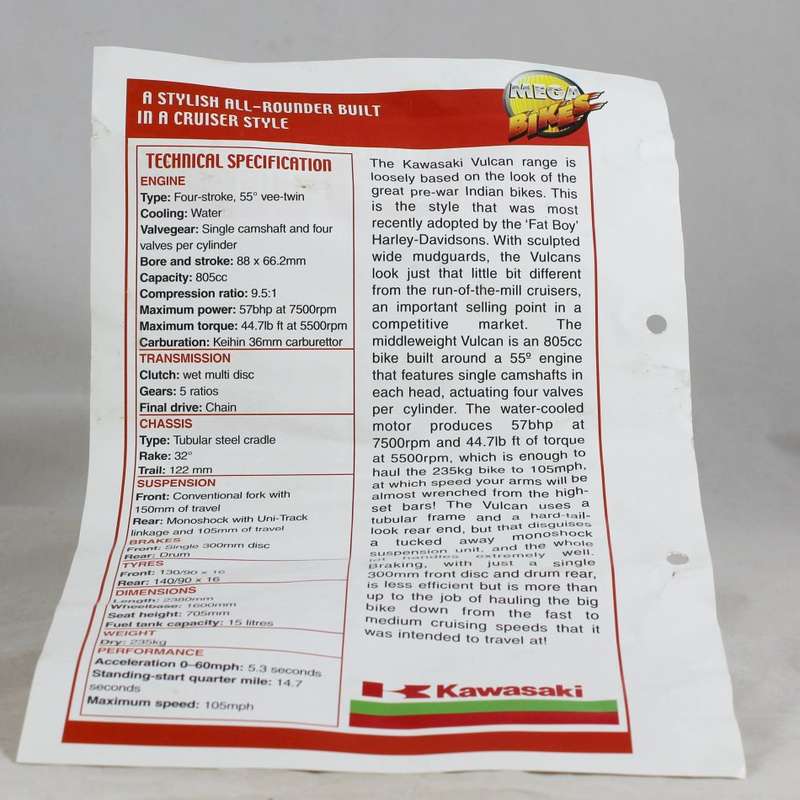 A STYLISH ALL-ROUNDER BUILT
IN A CRUISER STYLE
MEGA
BIKES
TECHNICAL SPECIFICATION
ENGINE
Type: Four-stroke, 55° vee-twin
Cooling: Water
Valvegear: Single camshaft and four
valves per cylinder
Bore and stroke: 88 x 66.2mm
Capacity: 805cc
Compression ratio: 9.5:1
Maximum power: 57bhp at 7500rpm
Maximum torque: 44.7lb ft at 5500rpm
Carburation: Keihin 36mm carburettor
TRANSMISSION
Clutch: wet multi disc
Gears: 5 ratios
Final drive: Chain
CHASSIS
Type: Tubular steel cradle
Rake: 32°
Trail: 122 mm
SUSPENSION
Front: Conventional fork with
150mm of travel
Rear: Monoshock with Uni-Track
linkage and 105mm of travel
BRAKES
Front: Single 300mm disc
Rear: Drum
TYRES
Front: 130/90 x 16
Rear: 140/90 x 16
DIMENSIONS
Length: 2380mm
Wheelbase: 1600mm
Seat height: 705mm
Fuel tank capacity: 15 litres
WEIGHT
Dry: 235kg
PERFORMANCE
Acceleration 0–60mph: 5.3 seconds
Standing-start quarter mile: 14.7
seconds
Maximum speed: 105mph
The Kawasaki Vulcan range is
loosely based on the look of the
great pre-war Indian bikes. This
is the style that was most
recently adopted by the 'Fat Boy'
Harley-Davidsons. With sculpted
wide mudguards, the Vulcans
look just that little bit different
from the run-of-the-mill cruisers,
an important selling point in a
competitive market. The
middleweight Vulcan is an 805cc
bike built around a 55º engine
that features single camshafts in
each head, actuating four valves
per cylinder. The water-cooled
motor produces 57bhp at
7500rpm and 44.7lb ft of torque
at 5500rpm, which is enough to
haul the 235kg bike to 105mph,
at which speed your arms will be
almost wrenched from the high-
set bars! The Vulcan uses a
tubular frame and a hard-tail-
look rear end, but that disguises
a tucked away monoshock
suspension unit, and the whole
lot handles extremely well.
Braking, with just a single
300mm front disc and drum rear,
is less efficient but is more than
up to the job of hauling the big
bike down from the fast to
medium cruising speeds that it
was intended to travel at!
Kawasaki